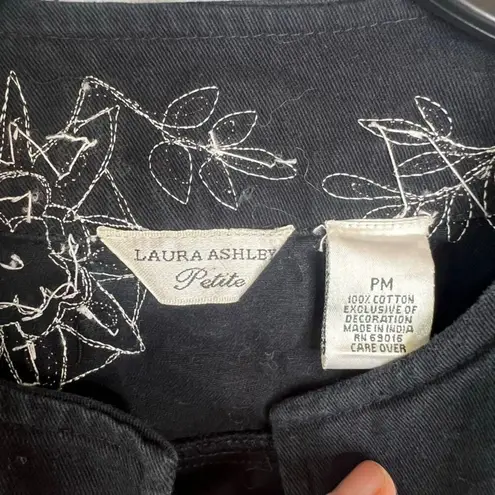 LAURA ASHLEY
Petite
PM
100% COTTON
EXCLUSIVE OF
DECORATION
MADE IN INDIA
RN 69016
CARE OVER